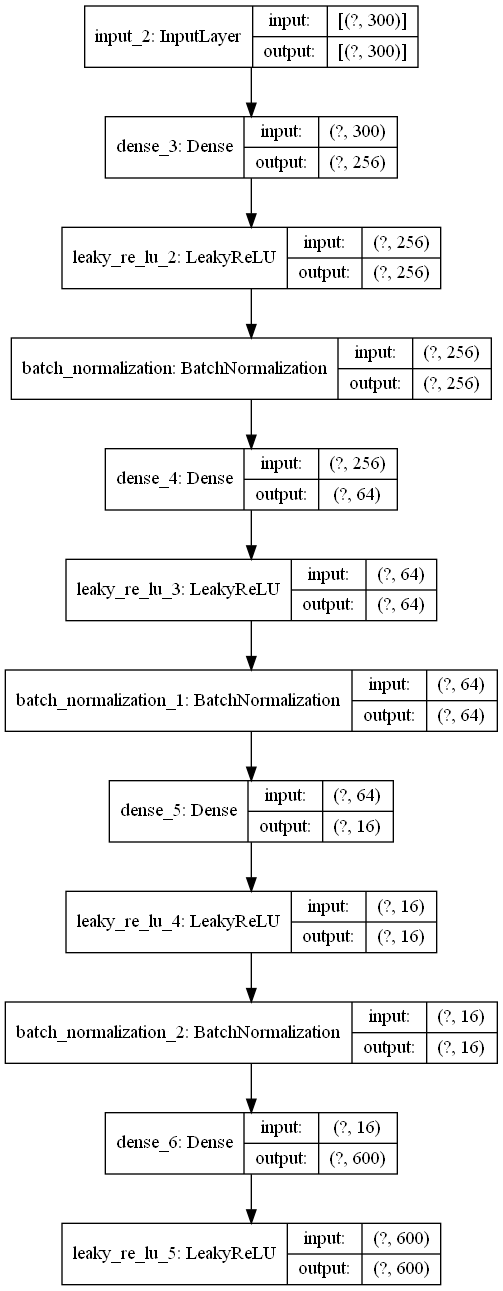 input_2: InputLayer
input: [(?, 300)]
output: [(?, 300)]
dense_3: Dense
input: (?, 300)
output: (?, 256)
leaky_re_lu_2: LeakyReLU
input: (?, 256)
output: (?, 256)
batch_normalization: BatchNormalization
input: (?, 256)
output: (?, 256)
dense_4: Dense
input: (?, 256)
output: (?, 64)
leaky_re_lu_3: LeakyReLU
input: (?, 64)
output: (?, 64)
batch_normalization_1: BatchNormalization
input: (?, 64)
output: (?, 64)
dense_5: Dense
input: (?, 64)
output: (?, 16)
leaky_re_lu_4: LeakyReLU
input: (?, 16)
output: (?, 16)
batch_normalization_2: BatchNormalization
input: (?, 16)
output: (?, 16)
dense_6: Dense
input: (?, 16)
output: (?, 600)
leaky_re_lu_5: LeakyReLU
input: (?, 600)
output: (?, 600)